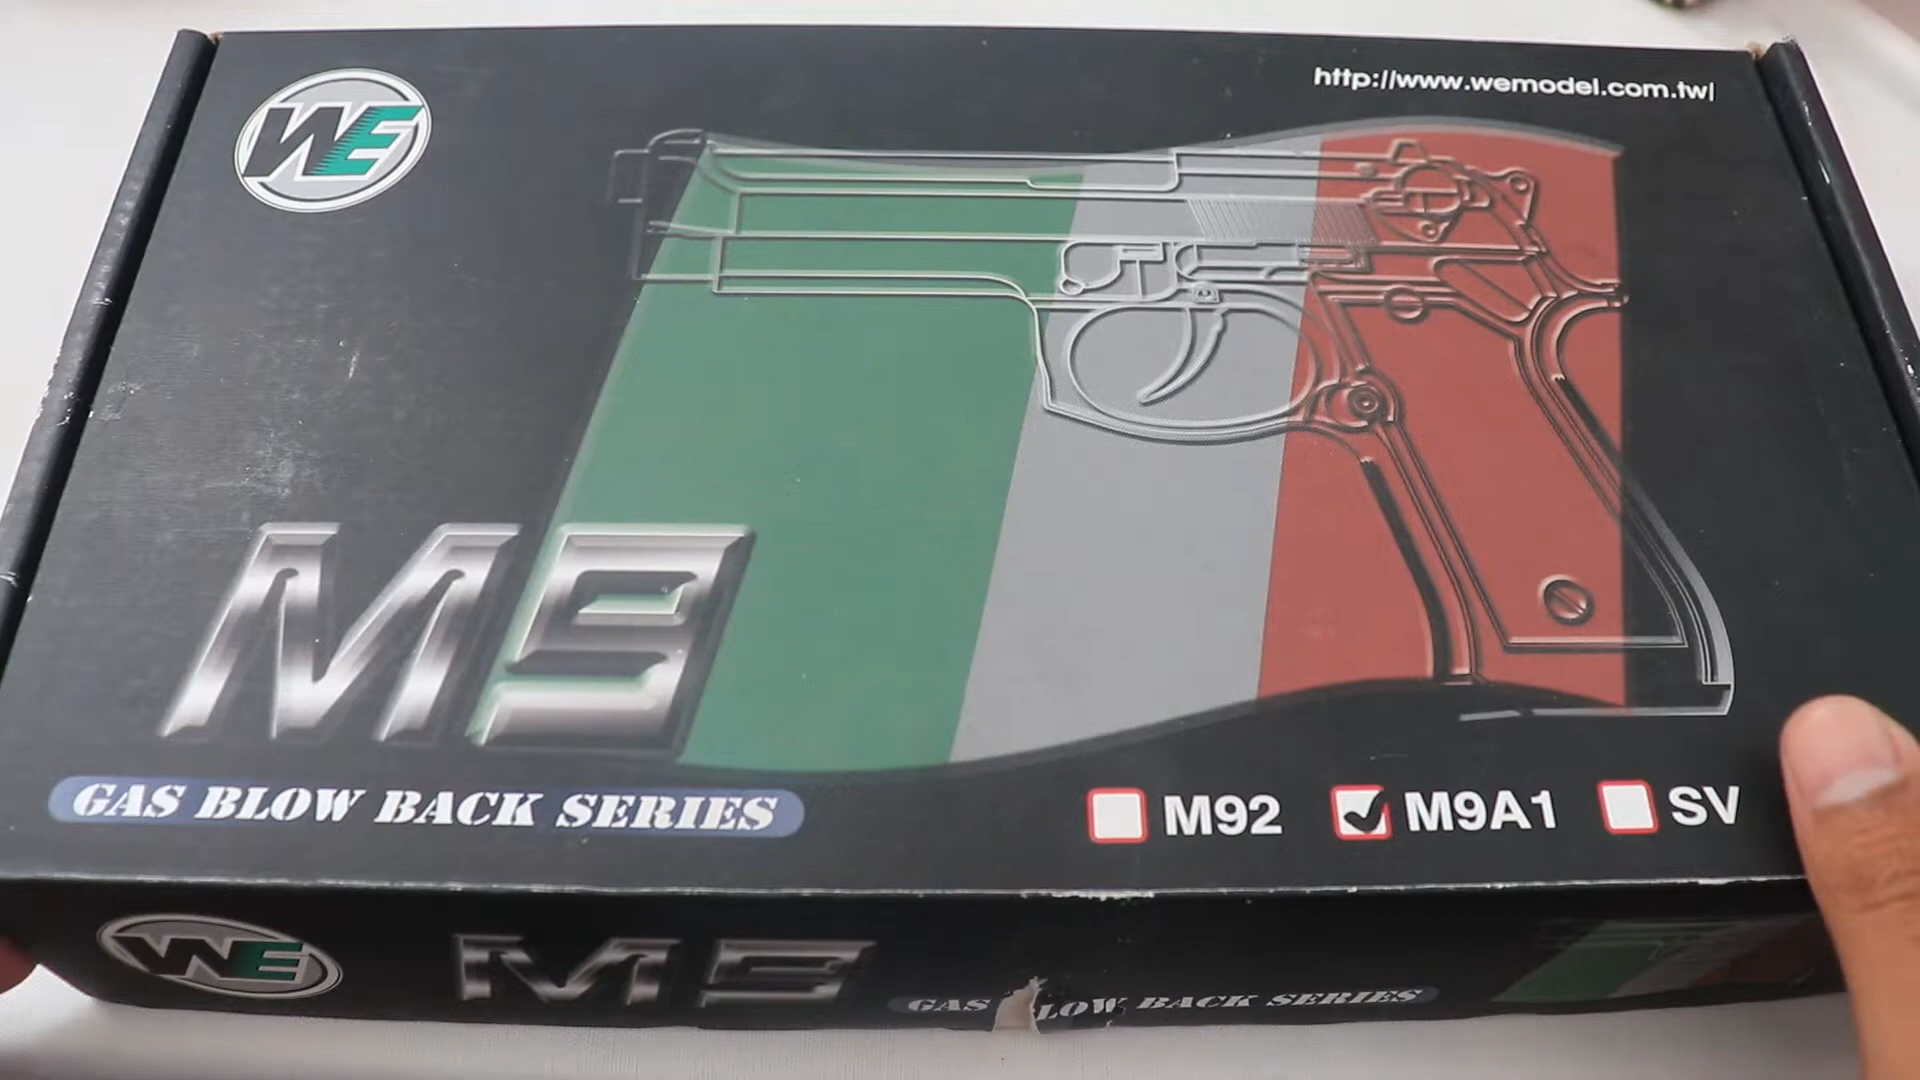 WE
http://www.wemodel.com.tw/
M9
GAS BLOW BACK SERIES
M92
M9A1
SV
WE
M9
GAS BLOW BACK SERIES